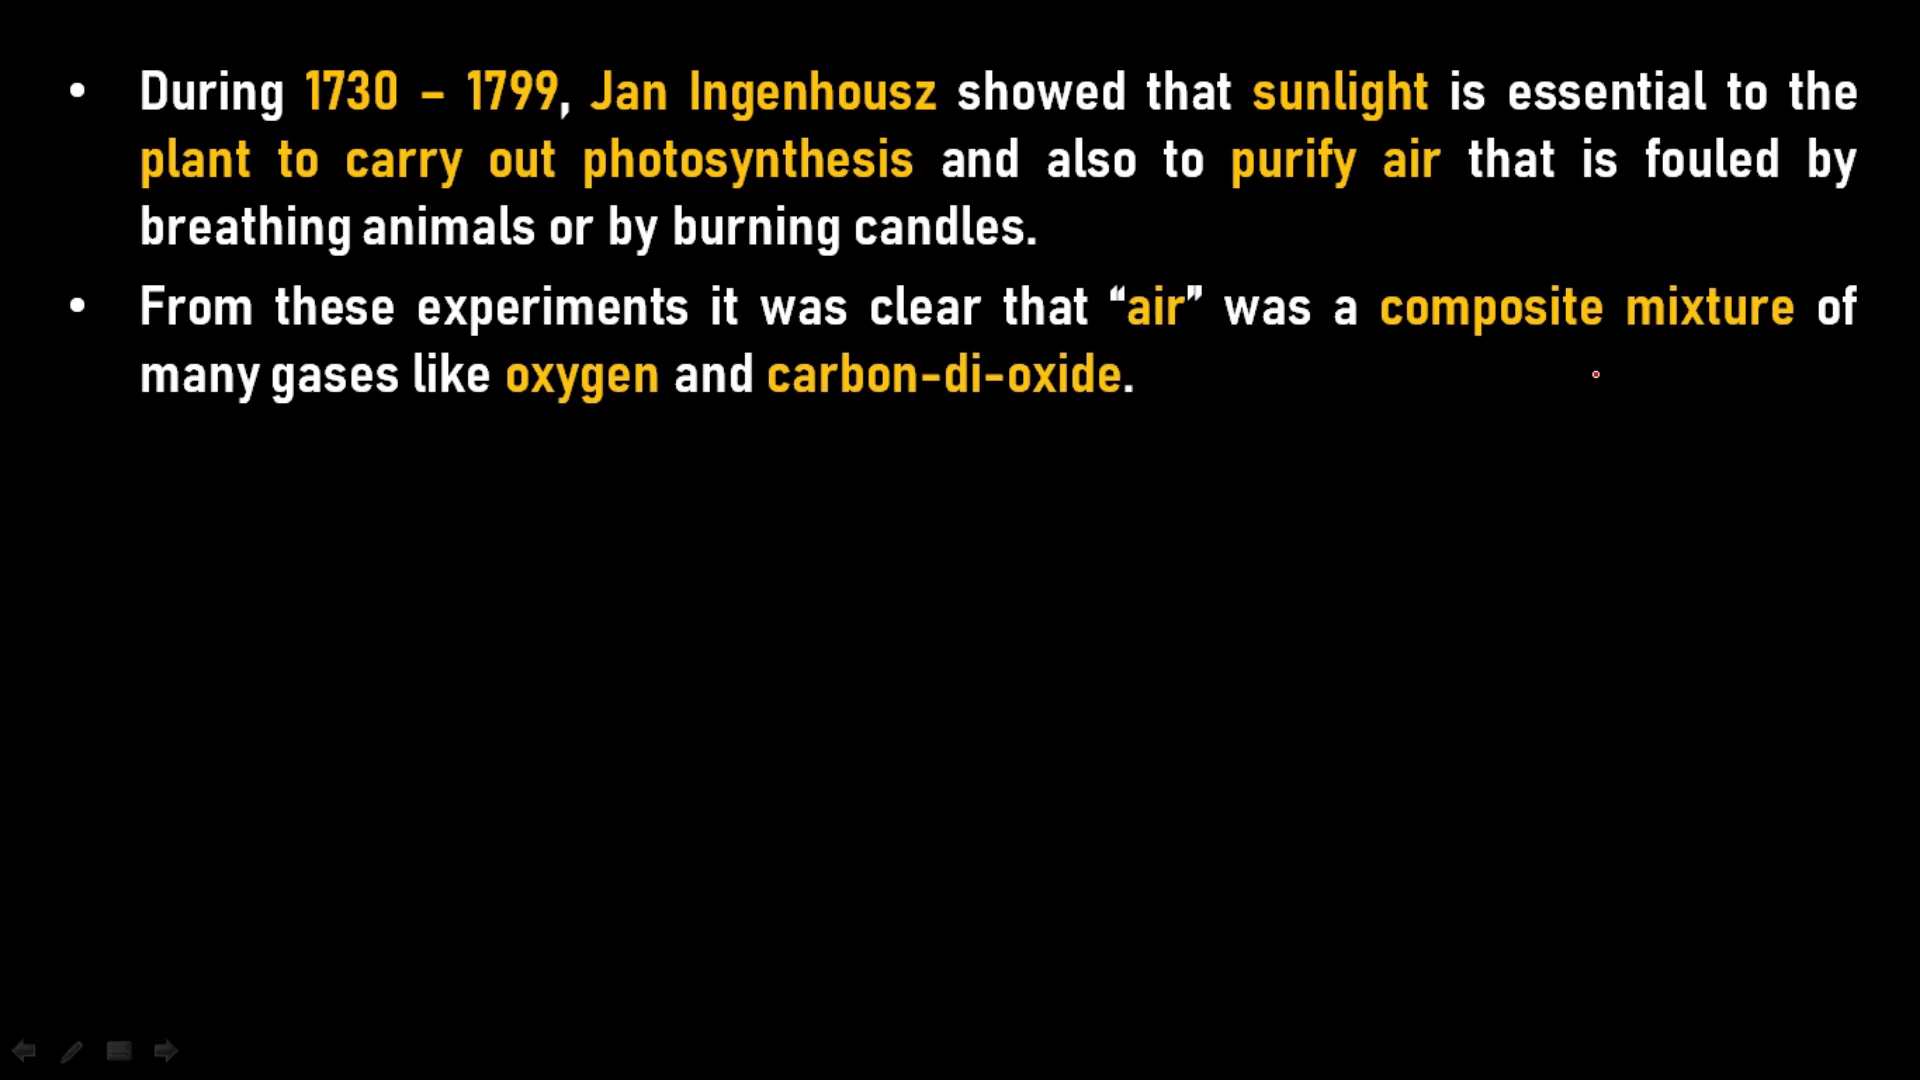 • During 1730 – 1799, Jan Ingenhousz showed that sunlight is essential to the
plant to carry out photosynthesis and also to purify air that is fouled by
breathing animals or by burning candles.
• From these experiments it was clear that “air” was a composite mixture of
many gases like oxygen and carbon-di-oxide.